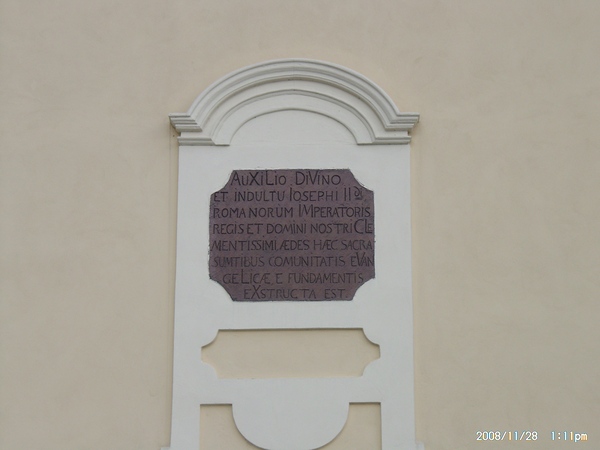 AUXILIO DIVINO
ET INDULTU IOSEPHI II
ROMANORUM IMPERATORIS
REGIS ET DOMINI NOSTRI CLE
MENTISSIMI ÆDES HÆC SACRA
SUMTIBUS COMUNITATIS EVAN
GELICÆ E FUNDAMENTIS
EXSTRUCTA EST.
2008/11/28 1:11pm